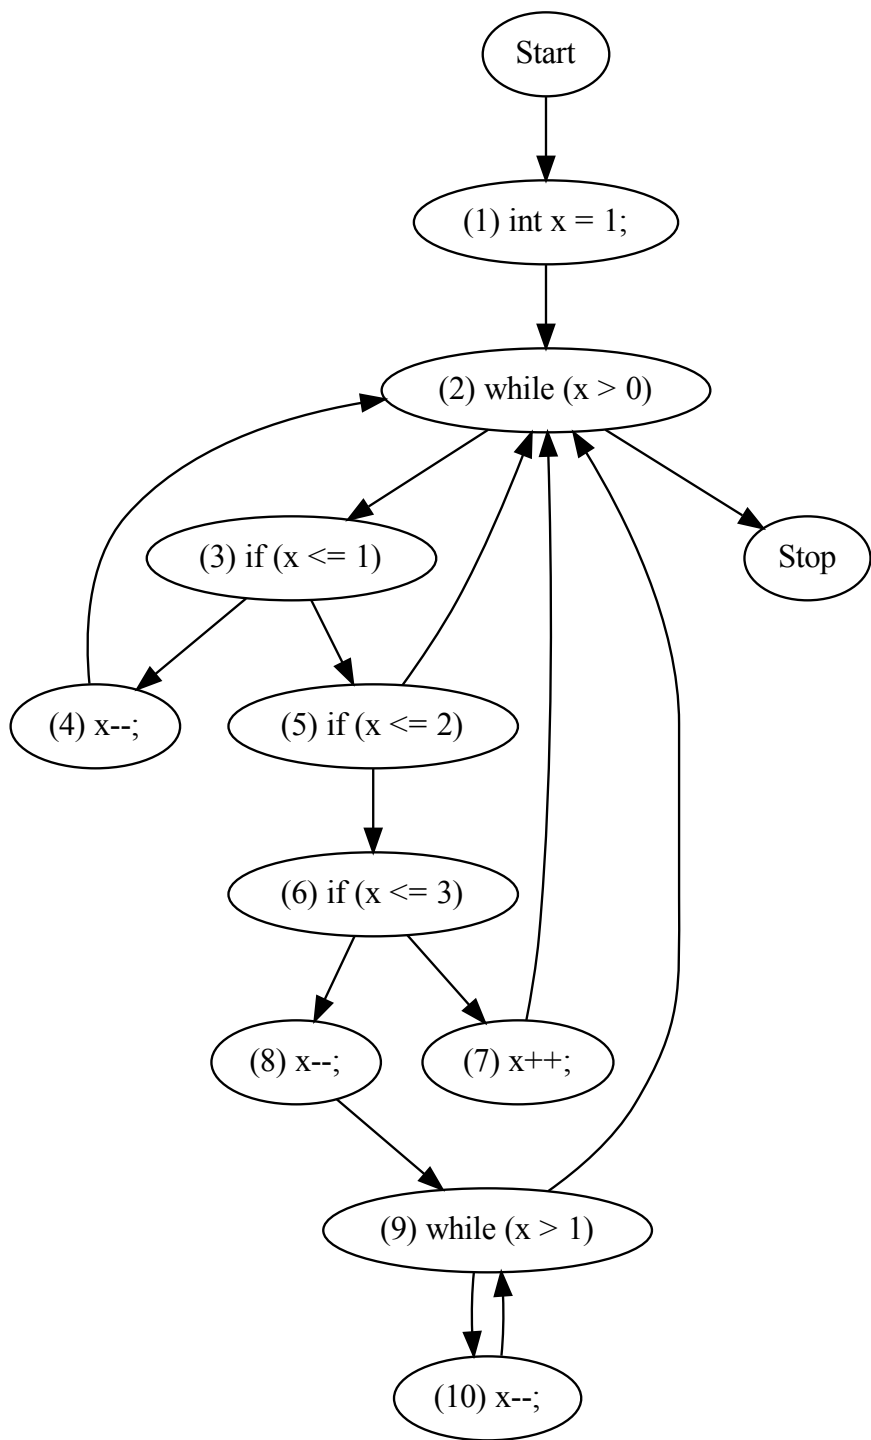 Start
(1) int x = 1;
(2) while (x > 0)
(3) if (x <= 1)
Stop
(4) x--;
(5) if (x <= 2)
(6) if (x <= 3)
(8) x--;
(7) x++;
(9) while (x > 1)
(10) x--;